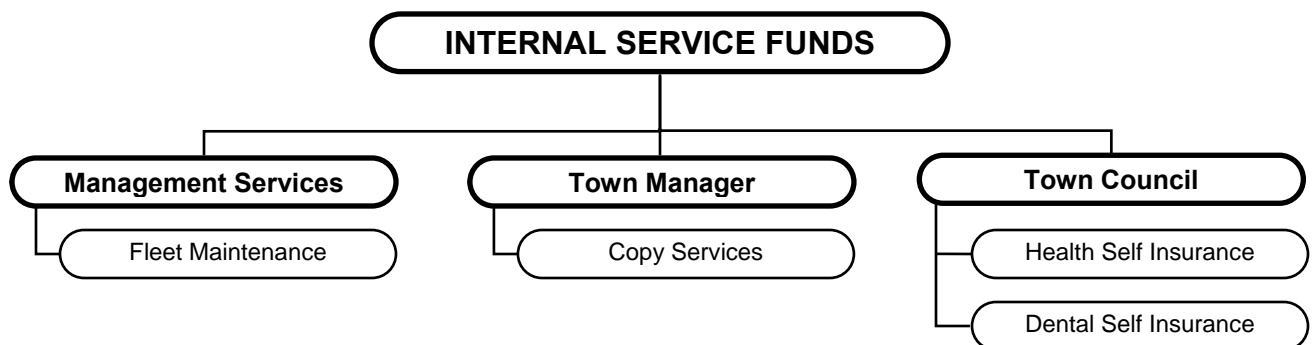 INTERNAL SERVICE FUNDS
Management Services
Fleet Maintenance
Town Manager
Copy Services
Town Council
Health Self Insurance
Dental Self Insurance